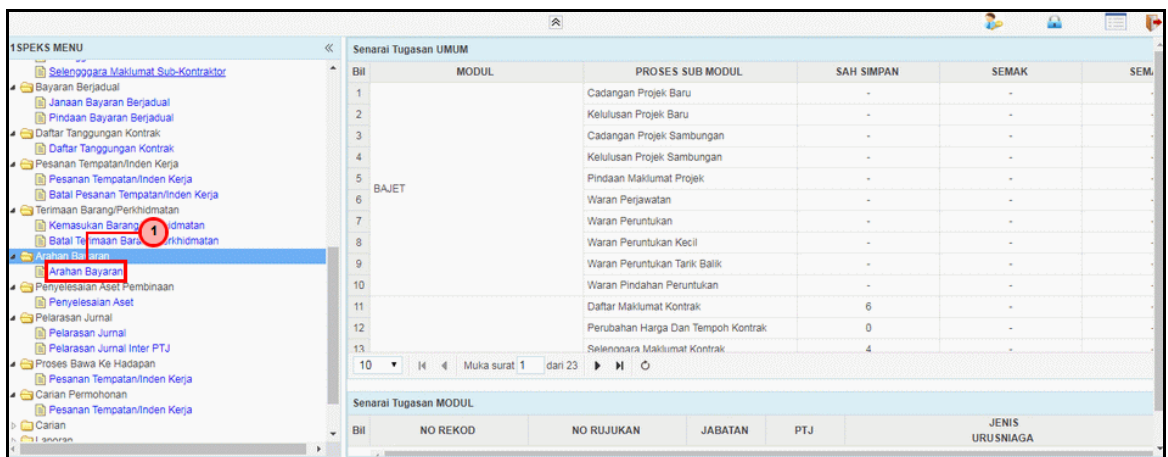 1SPEKS MENU
Selenggara Maklumat Sub-Kontraktor
Bayaran Berjadual
Janaan Bayaran Berjadual
Pindaan Bayaran Berjadual
Daftar Tanggungan Kontrak
Daftar Tanggungan Kontrak
Pesanan Tempatan/Inden Kerja
Pesanan Tempatan/Inden Kerja
Batal Pesanan Tempatan/Inden Kerja
Terimaan Barang/Perkhidmatan
Kemasukan Barang idmatan
1
Batal Terimaan Bara rkhidmatan
Arahan Bayaran
Arahan Bayaran
Penyelesaian Aset Pembinaan
Penyelesaian Aset
Pelarasan Jurnal
Pelarasan Jurnal
Pelarasan Jurnal Inter PTJ
Proses Bawa Ke Hadapan
Pesanan Tempatan/Inden Kerja
Carian Permohonan
Pesanan Tempatan/Inden Kerja
Carian
Laporan
Senarai Tugasan UMUM
Bil MODUL PROSES SUB MODUL SAH SIMPAN SEMAK SEM
1 Cadangan Projek Baru - -
2 Kelulusan Projek Baru - -
3 Cadangan Projek Sambungan - -
4 Kelulusan Projek Sambungan - -
5 Pindaan Maklumat Projek - -
BAJET
6 Waran Perjawatan - -
7 Waran Peruntukan - -
8 Waran Peruntukan Kecil - -
9 Waran Peruntukan Tarik Balik - -
10 Waran Pindahan Peruntukan - -
11 Daftar Maklumat Kontrak 6 -
12 Perubahan Harga Dan Tempoh Kontrak 0 -
13 Selenggara Maklumat Kontrak 4 -
10 Muka surat 1 dari 23
Senarai Tugasan MODUL
Bil NO REKOD NO RUJUKAN JABATAN PTJ JENIS URUSNIAGA